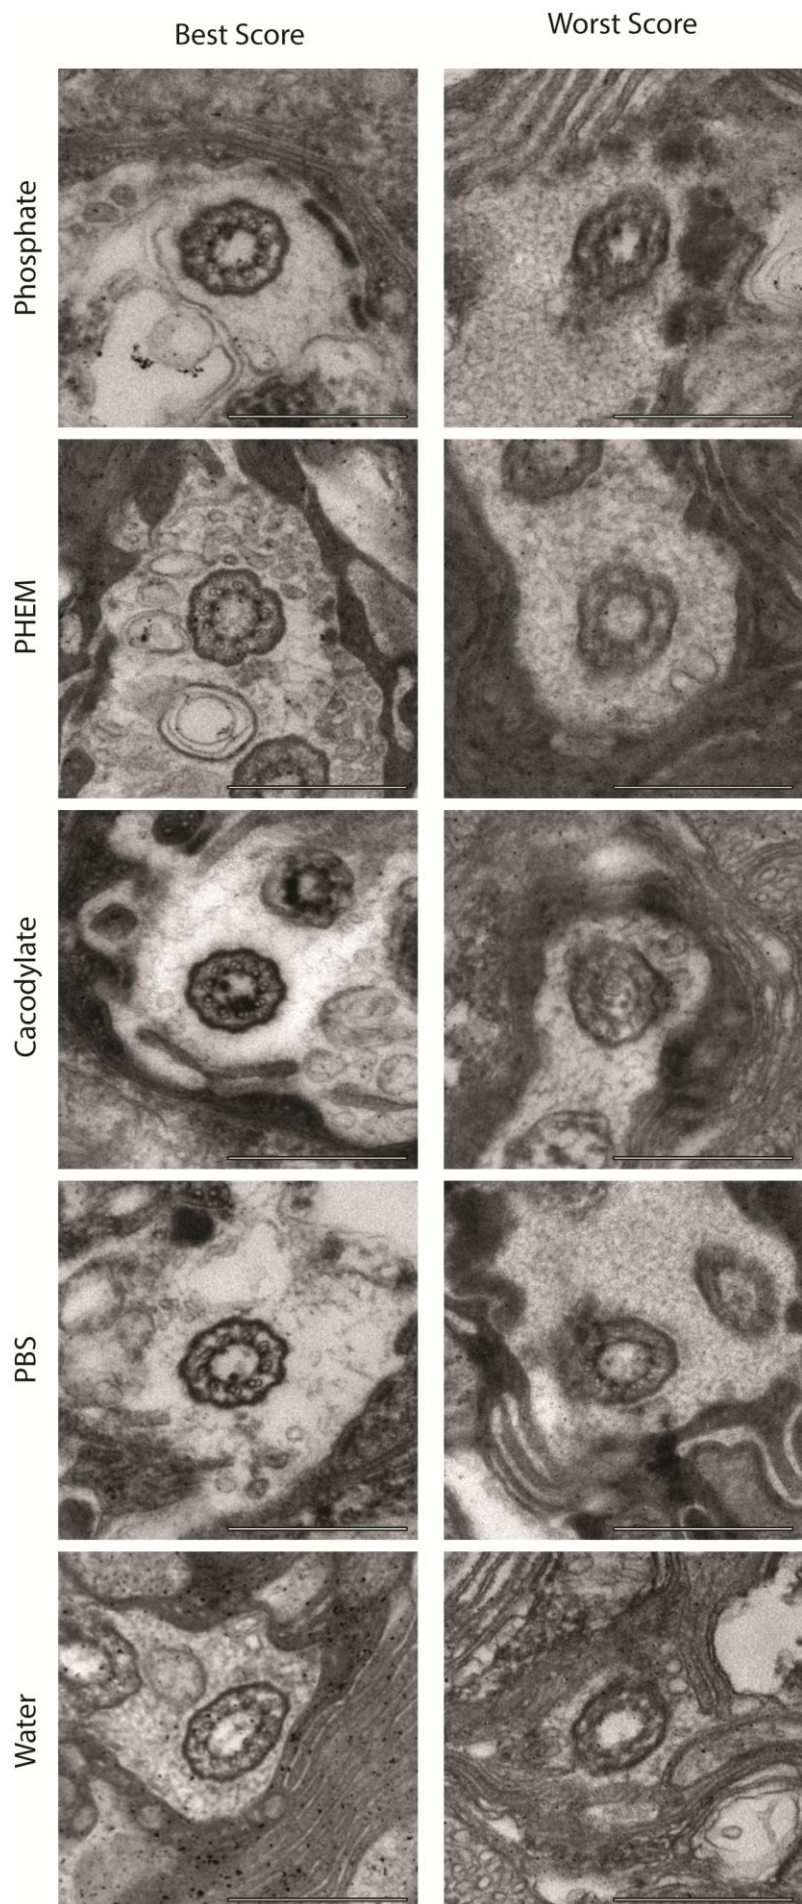 Best Score
Worst Score
Phosphate
PHEM
Cacodylate
PBS
Water